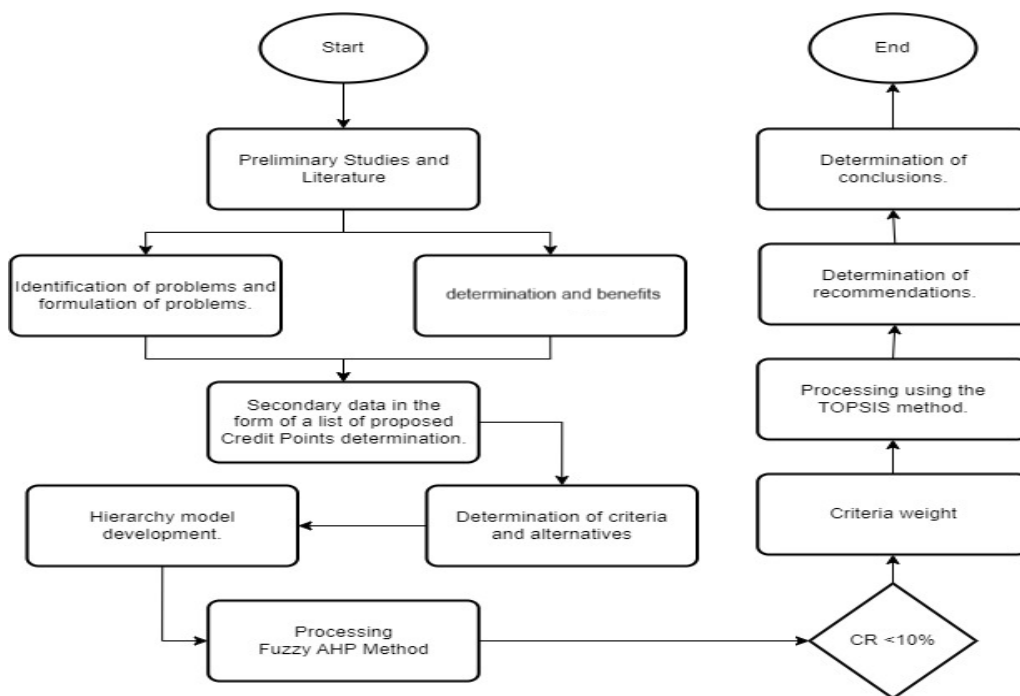 Start
Preliminary Studies and
Literature
Identification of problems and
formulation of problems.
determination and benefits
Secondary data in the
form of a list of proposed
Credit Points determination.
Determination of criteria
and alternatives
Hierarchy model
development.
Processing
Fuzzy AHP Method
CR <10%
Criteria weight
Processing using the
TOPSIS method.
Determination of
recommendations.
Determination of
conclusions.
End